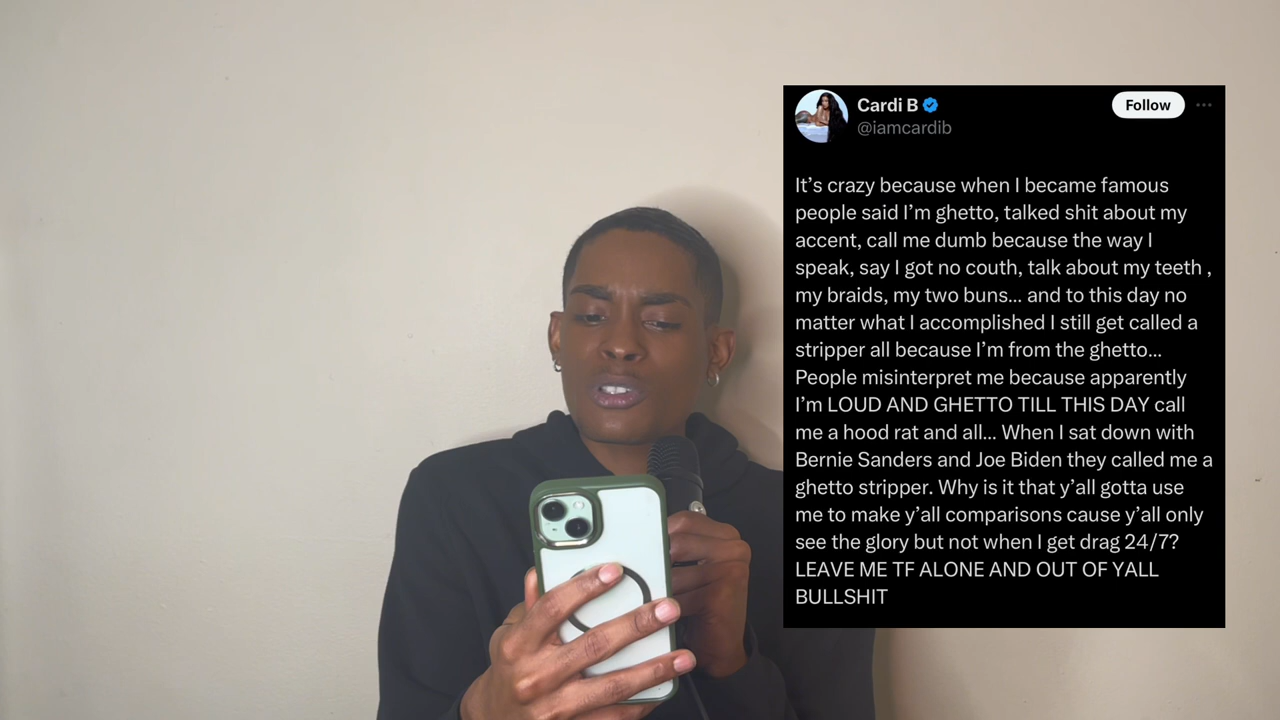 Cardi B
Follow
@iamcardib
It's crazy because when I became famous
people said I'm ghetto, talked shit about my
accent, call me dumb because the way I
speak, say I got no couth, talk about my teeth ,
my braids, my two buns... and to this day no
matter what I accomplished I still get called a
stripper all because I'm from the ghetto...
People misinterpret me because apparently
I'm LOUD AND GHETTO TILL THIS DAY call
me a hood rat and all... When I sat down with
Bernie Sanders and Joe Biden they called me a
ghetto stripper. Why is it that y'all gotta use
me to make y'all comparisons cause y'all only
see the glory but not when I get drag 24/7?
LEAVE ME TF ALONE AND OUT OF YALL
BULLSHIT